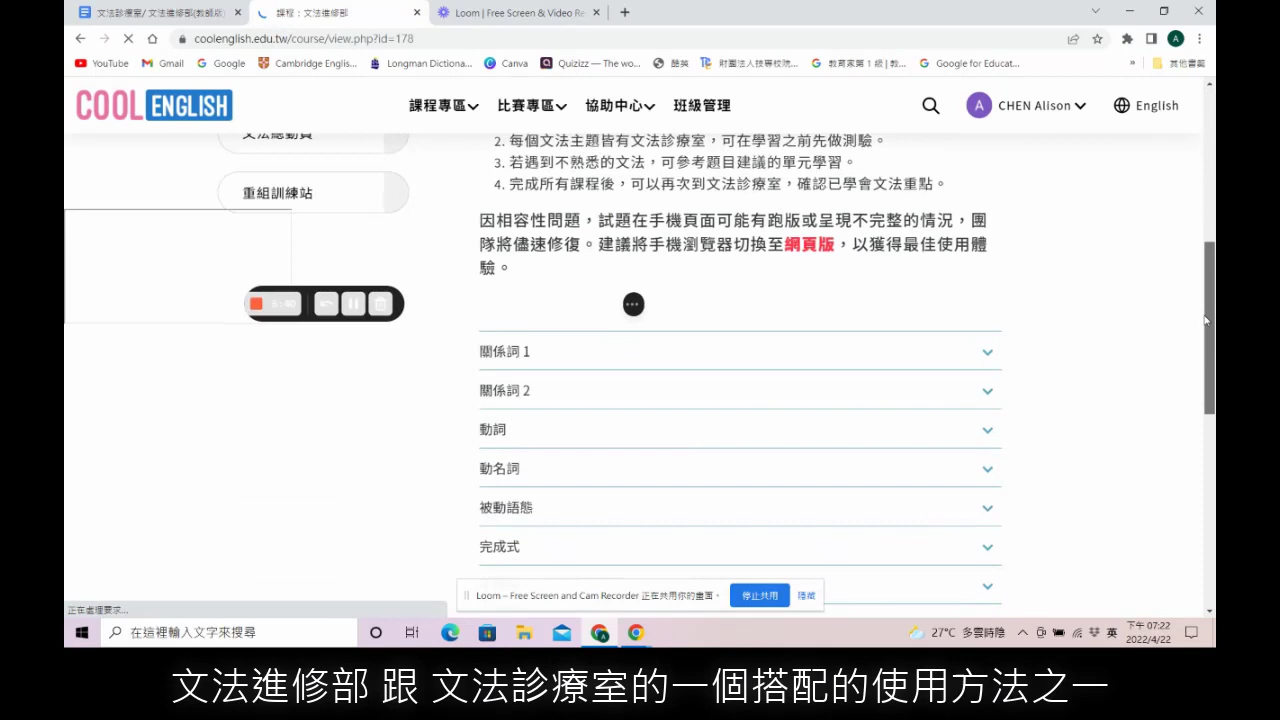 文法診療室/ 文法進修部(教師版)
課程：文法進修部
Loom | Free Screen & Video Re
coolenglish.edu.tw/course/view.php?id=178
YouTube
Gmail
Google
Cambridge Englis...
Longman Dictiona...
Canva
Quizizz — The wo...
酷英
財團法人技專校院...
教育家第 1 級 | 教...
Google for Educat...
其他書籤
COOL ENGLISH
課程專區
比賽專區
協助中心
班級管理
A
CHEN Alison
English
文法總動員
重組訓練站
2. 每個文法主題皆有文法診療室，可在學習之前先做測驗。
3. 若遇到不熟悉的文法，可參考題目建議的單元學習。
4. 完成所有課程後，可以再次到文法診療室，確認已學會文法重點。
因相容性問題，試題在手機頁面可能有跑版或呈現不完整的情況，團
隊將儘速修復。建議將手機瀏覽器切換至網頁版，以獲得最佳使用體
驗。
關係詞 1
關係詞 2
動詞
動名詞
被動語態
完成式
Loom – Free Screen and Cam Recorder 正在共用你的畫面。
停止共用
隱藏
正在處理要求...
在這裡輸入文字來搜尋
27°C 多雲時陰
英
下午 07:22
2022/4/22
文法進修部 跟 文法診療室的一個搭配的使用方法之一